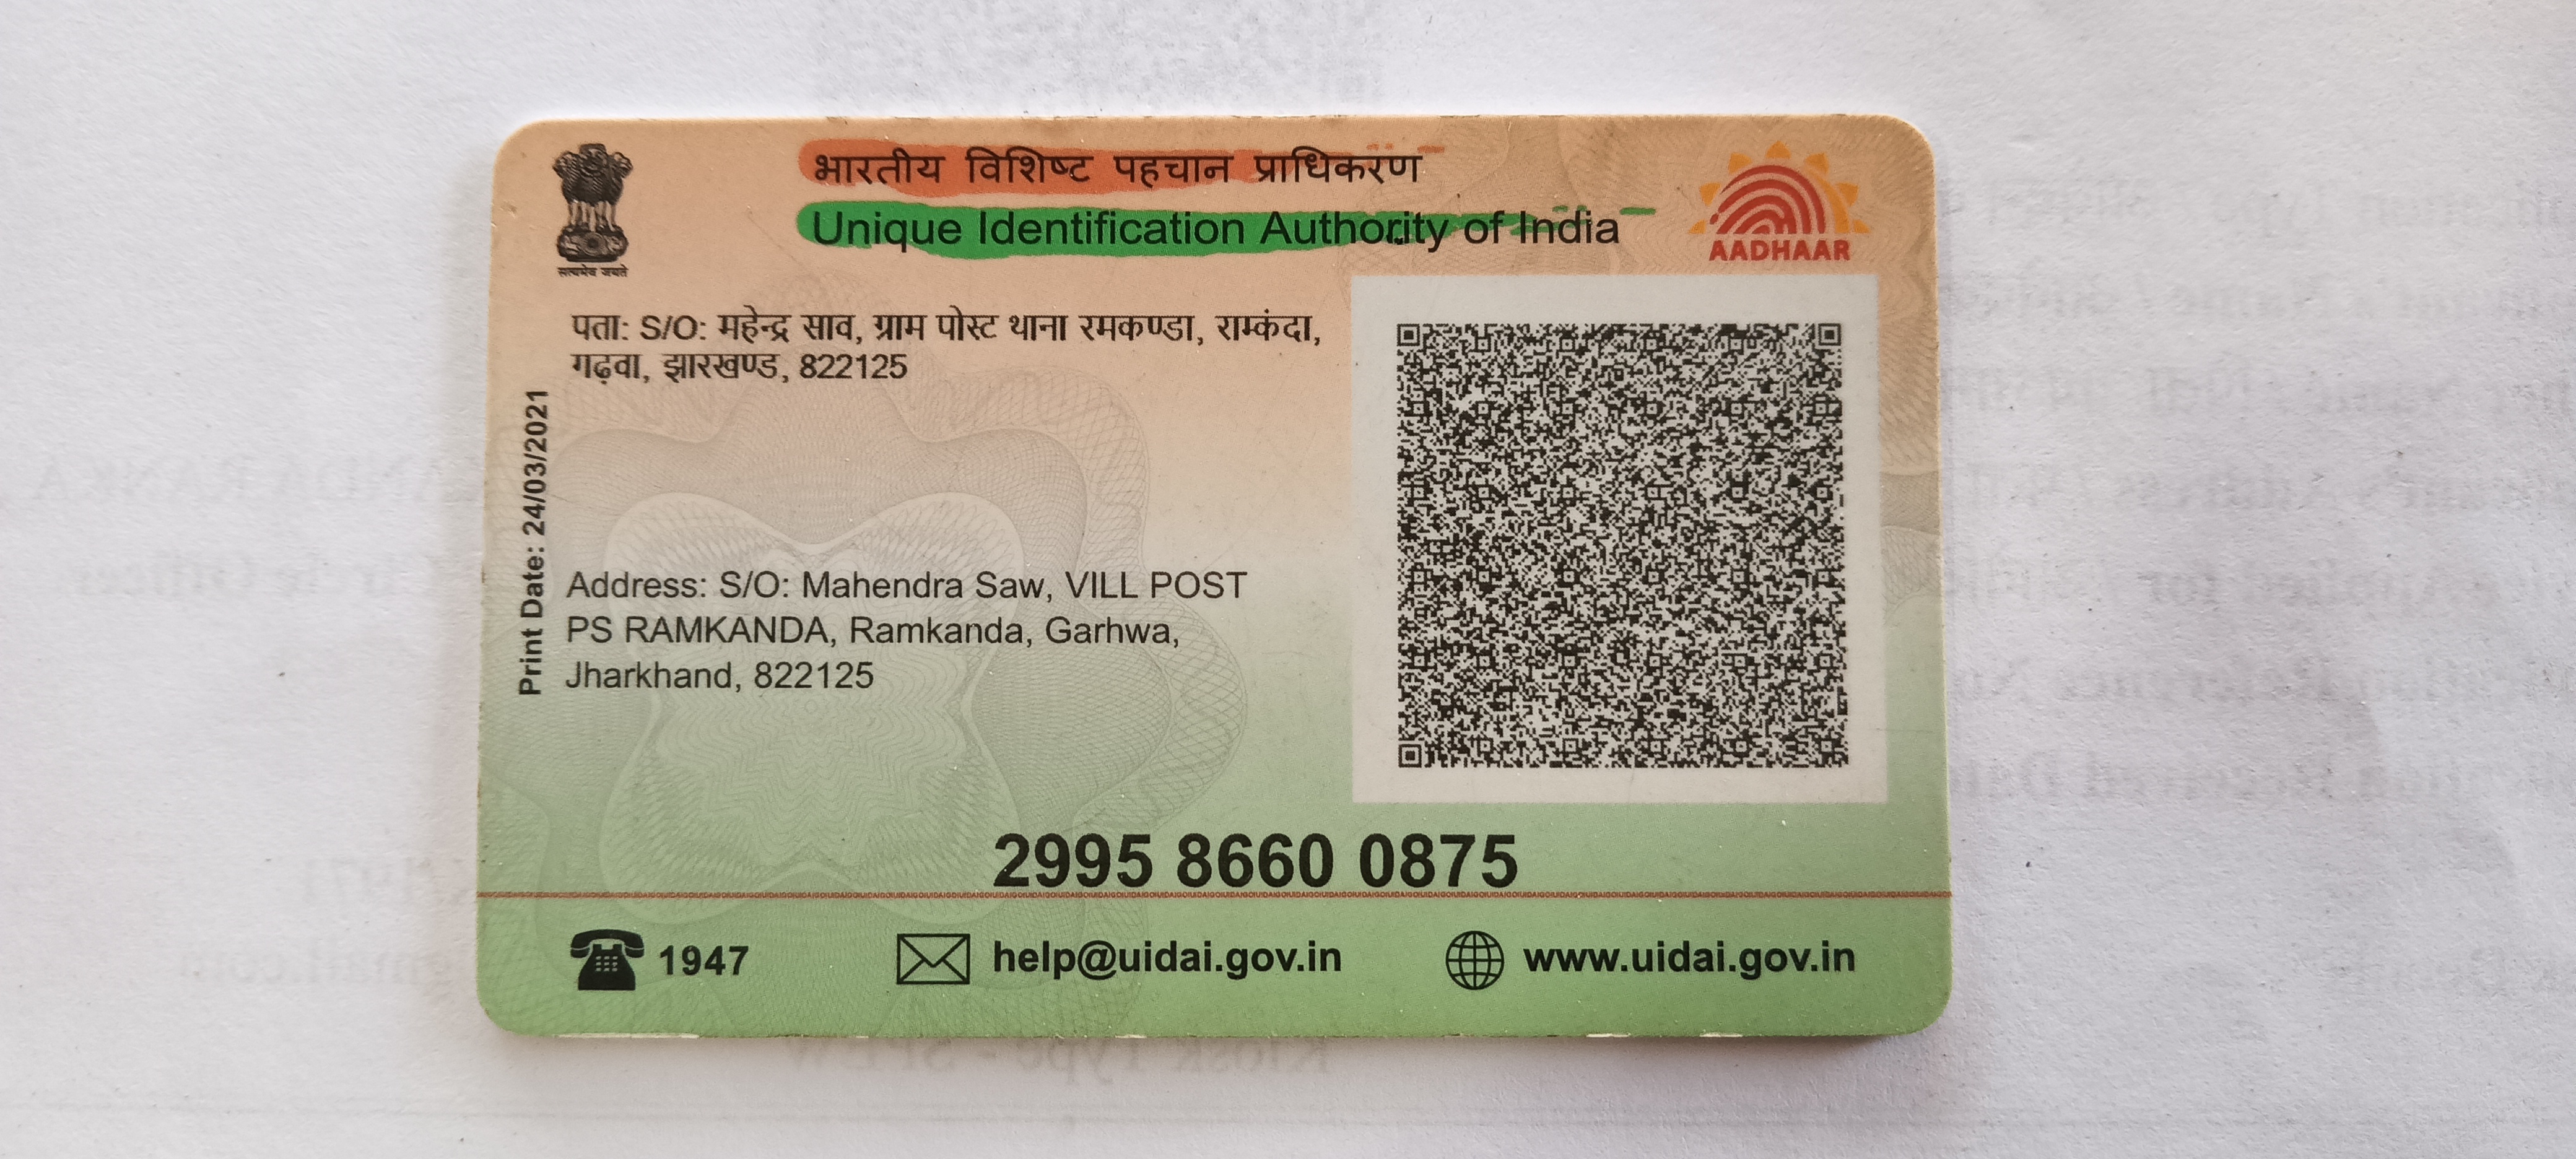 भारतीय विशिष्ट पहचान प्राधिकरण
Unique Identification Authority of India
सत्यमेव जयते
AADHAAR
पता: S/O: महेन्द्र साव, ग्राम पोस्ट थाना रमकण्डा, राम्कंदा,
गढ़वा, झारखण्ड, 822125
Print Date: 24/03/2021
Address: S/O: Mahendra Saw, VILL POST
PS RAMKANDA, Ramkanda, Garhwa,
Jharkhand, 822125
2995 8660 0875
1947
help@uidai.gov.in
www.uidai.gov.in